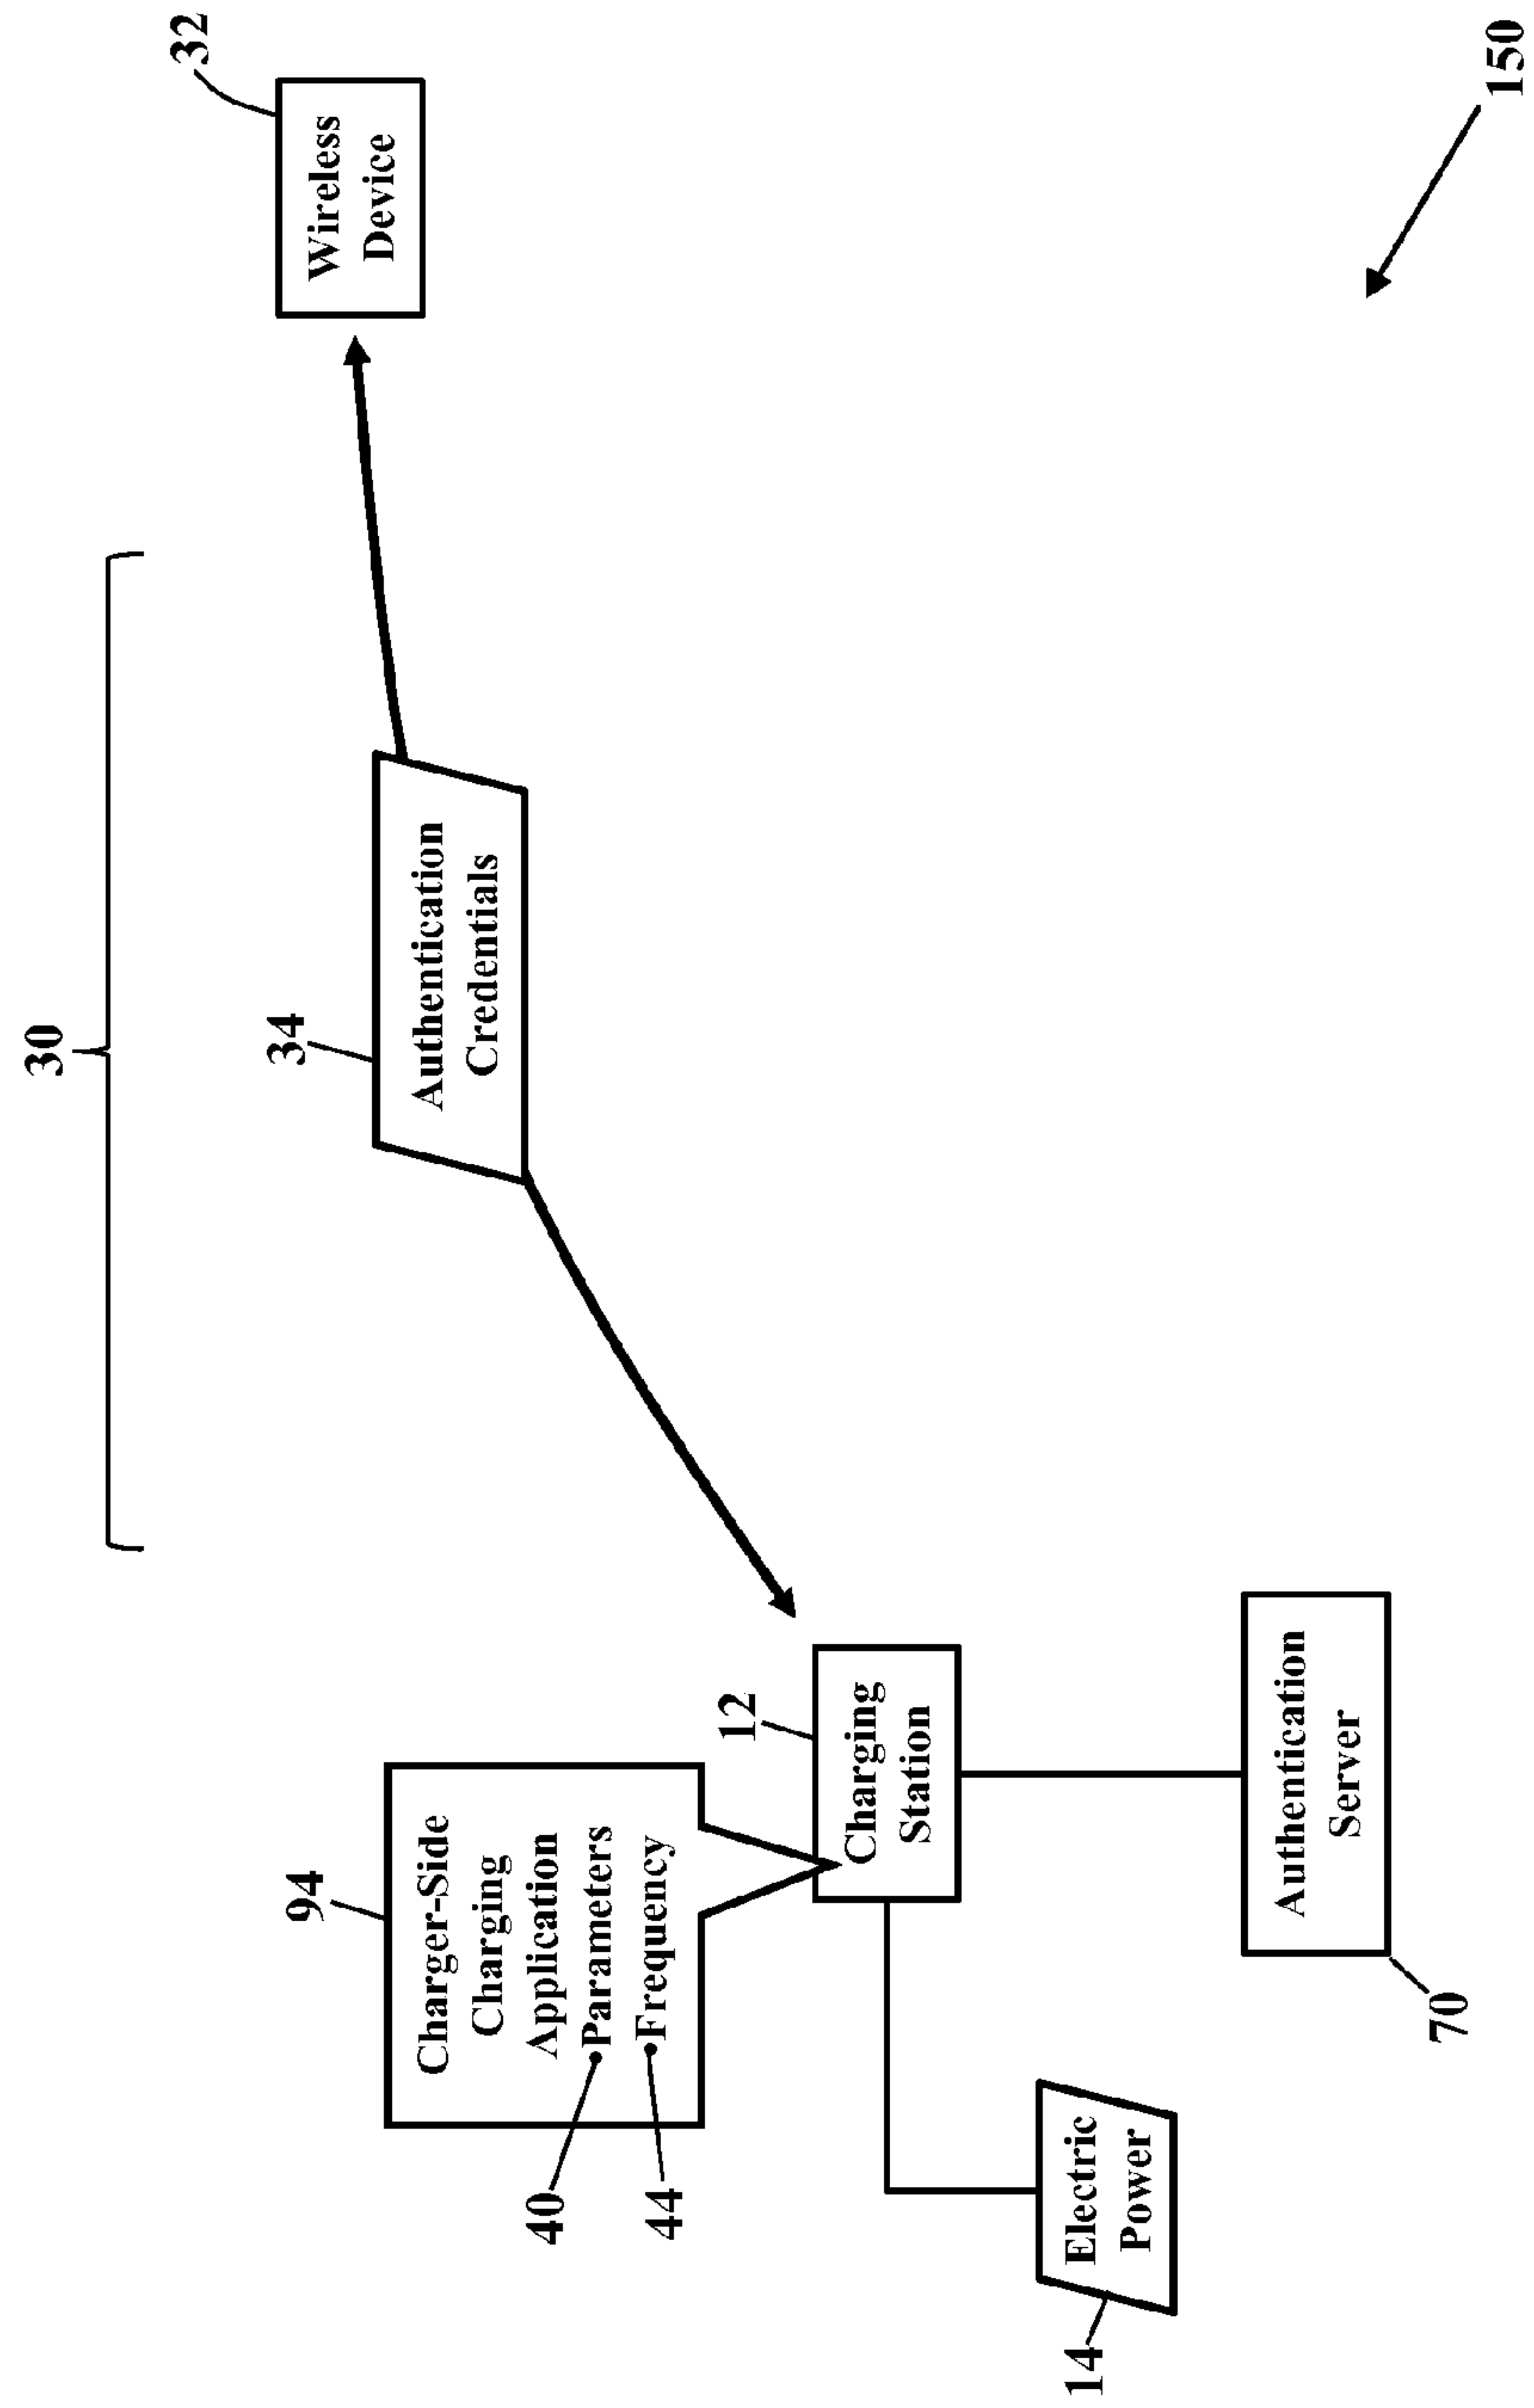 30
32
34
Wireless
Device
Authentication
Credentials
94
Charger-Side
Charging
Application
•Parameters
•Frequency
40
44
12
Charging
Station
14
Electric
Power
Authentication
Server
70
150